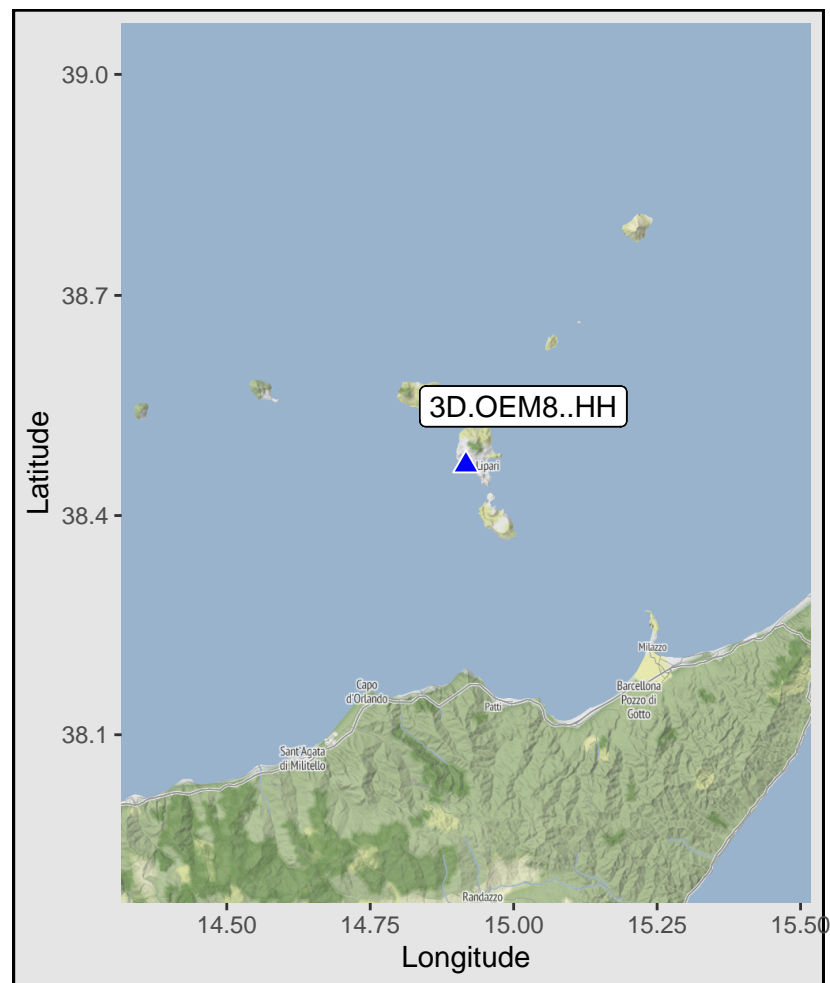 39.0
38.7
38.4
38.1
Latitude
3D.OEM8..HH
Lipari
Milazzo
Capo
d'Orlando
Barcellona
Pozzo di
Gotto
Patti
Sant'Agata
di Militello
Randazzo
14.50
14.75
15.00
15.25
15.50
Longitude